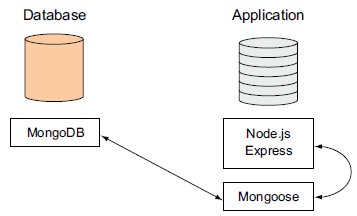 Database
Application
MongoDB
Node.js
Express
Mongoose